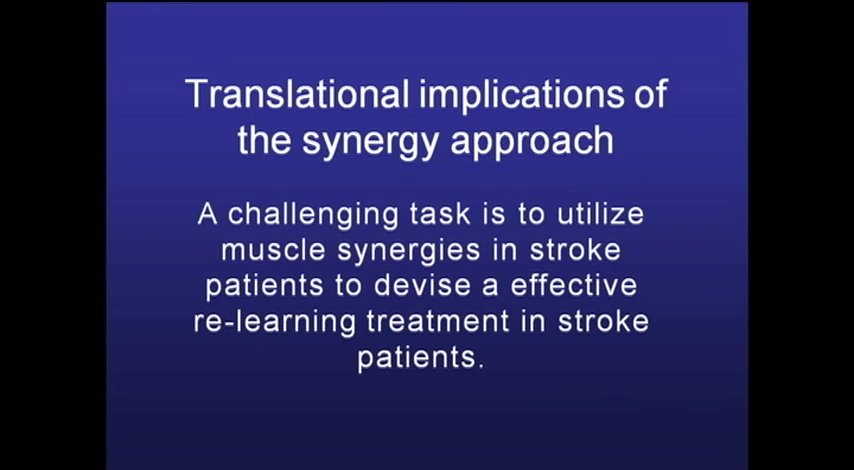 Translational implications of
the synergy approach
A challenging task is to utilize
muscle synergies in stroke
patients to devise a effective
re-learning treatment in stroke
patients.